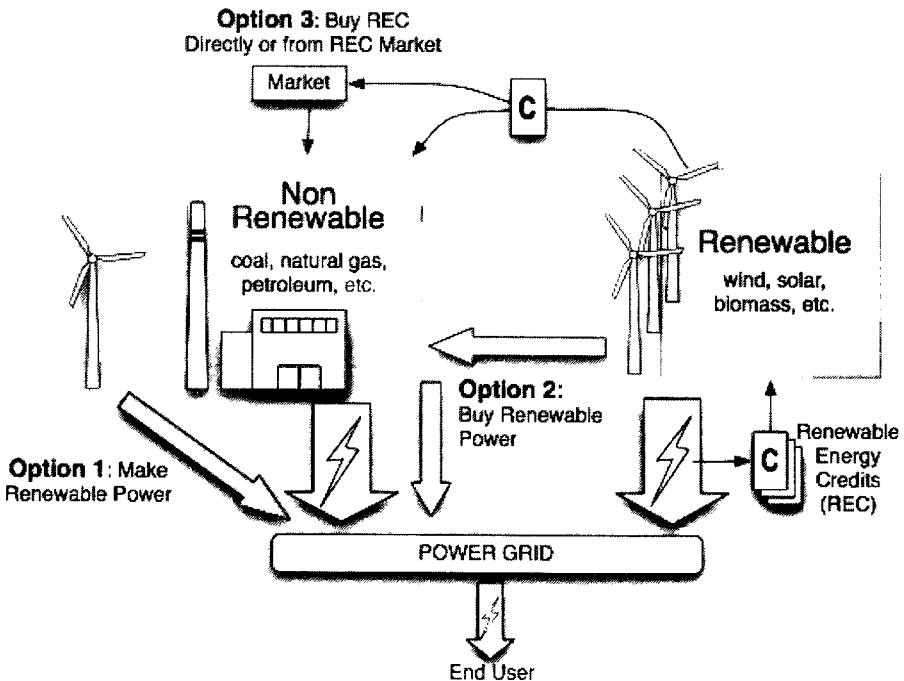 Option 3: Buy REC
Directly or from REC Market
Market
C
Non
Renewable
coal, natural gas,
petroleum, etc.
Renewable
wind, solar,
biomass, etc.
Option 2:
Buy Renewable
Power
Option 1: Make
Renewable Power
C
Renewable
Energy
Credits
(REC)
POWER GRID
End User